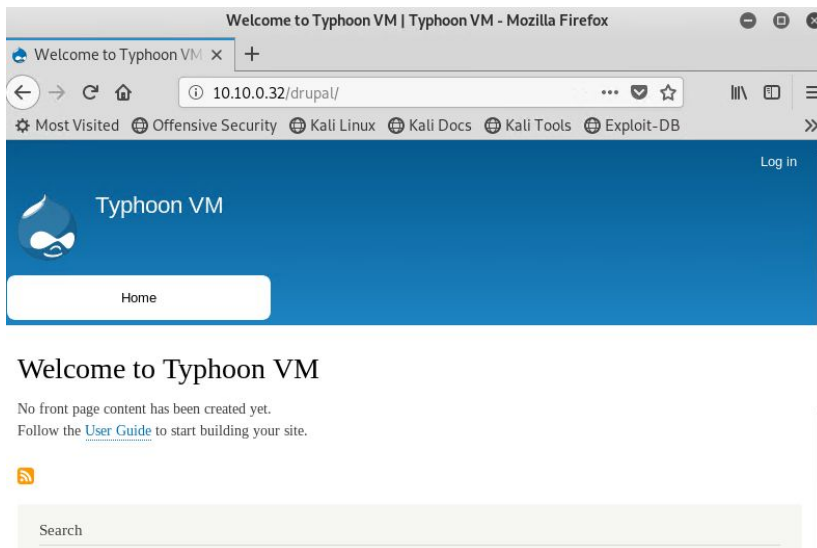 Welcome to Typhoon VM | Typhoon VM - Mozilla Firefox
Welcome to Typhoon VM
10.10.0.32/drupal/
Most Visited Offensive Security Kali Linux Kali Docs Kali Tools Exploit-DB
Log in
Typhoon VM
Home
Welcome to Typhoon VM
No front page content has been created yet.
Follow the User Guide to start building your site.
Search